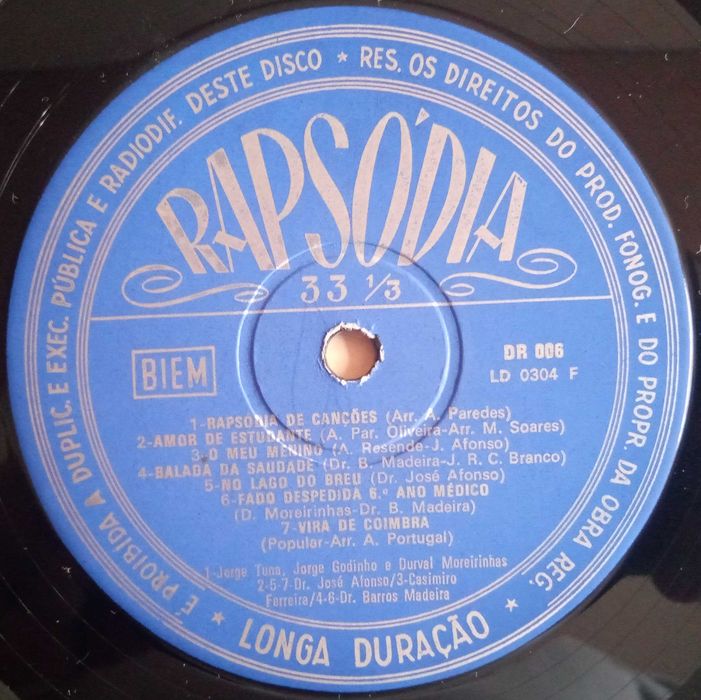 É PROIBIDA A DUPLIC. E EXEC. PÚBLICA E RADIODIF. DESTE DISCO ★ RES. OS DIREITOS DO PROD. FONOG. E DO PROPR. DA OBRA REG. ★
RAPSÓDIA
33 1/3
BIEM
DR 006
LD 0304 F
1-RAPSODIA DE CANÇÕES (Arr. A. Paredes)
2-AMOR DE ESTUDANTE (A. Par. Oliveira-Arr. M. Soares)
3-O MEU MENINO (A. Resende-J. Afonso)
4-BALADA DA SAUDADE (Dr. B. Madeira-J. R. C. Branco)
5-NO LAGO DO BREU (Dr. José Afonso)
6-FADO DESPEDIDA 6.º ANO MÉDICO
(D. Moreirinhas-Dr. B. Madeira)
7-VIRA DE COIMBRA
(Popular-Arr. A. Portugal)
1-Jorge Tuna, Jorge Godinho e Durval Moreirinhas
2-5-7-Dr. José Afonso/3-Casimiro
Ferreira/4-6-Dr. Barros Madeira
★ LONGA DURAÇÃO ★